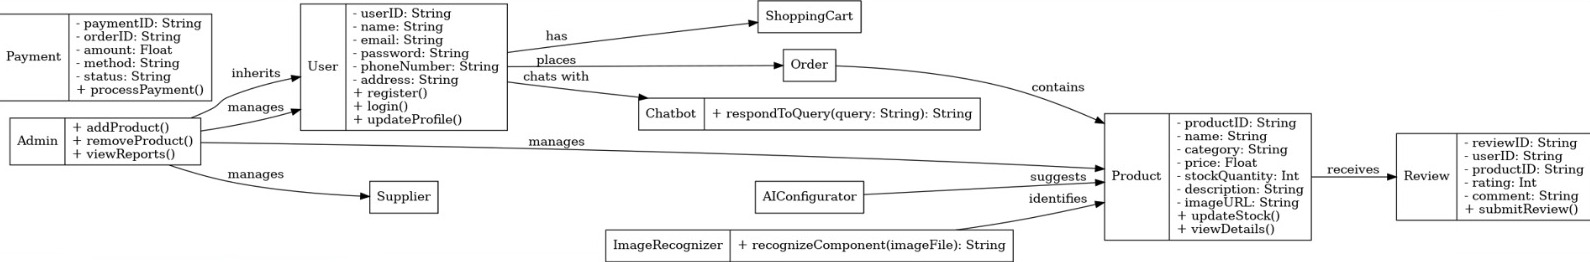 Payment
- paymentID: String
- orderID: String
- amount: Float
- method: String
- status: String
+ processPayment()
User
- userID: String
- name: String
- email: String
- password: String
- phoneNumber: String
- address: String
+ register()
+ login()
+ updateProfile()
Admin
+ addProduct()
+ removeProduct()
+ viewReports()
inherits
manages
manages
manages
has
places
chats with
ShoppingCart
Order
Chatbot
+ respondToQuery(query: String): String
contains
Supplier
AIConfigurator
suggests
identifies
ImageRecognizer
+ recognizeComponent(imageFile): String
Product
- productID: String
- name: String
- category: String
- price: Float
- stockQuantity: Int
- description: String
- imageURL: String
+ updateStock()
+ viewDetails()
receives
Review
- reviewID: String
- userID: String
- productID: String
- rating: Int
- comment: String
+ submitReview()